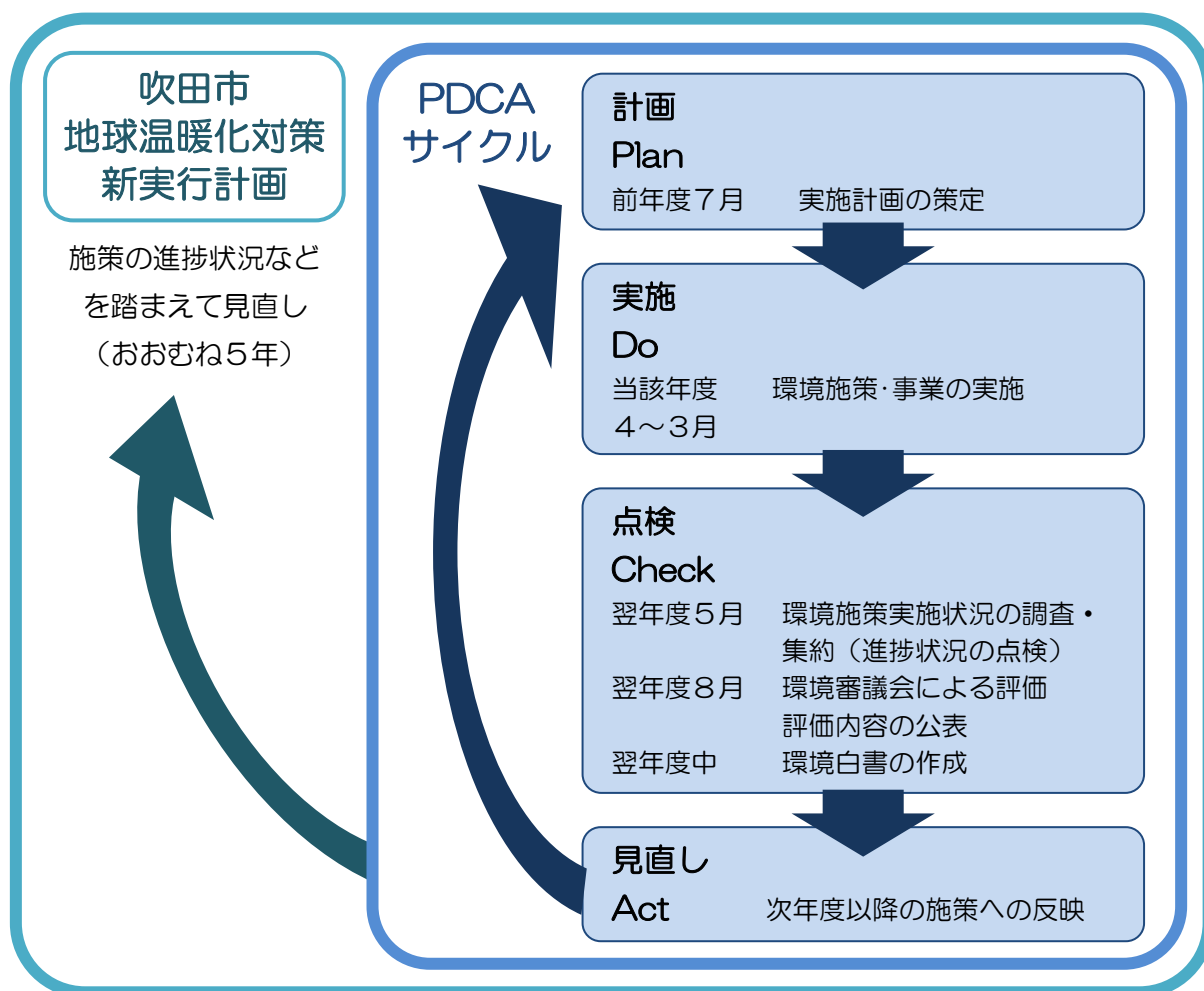 吹田市
地球温暖化対策
新実行計画
施策の進捗状況など
を踏まえて見直し
（おおむね５年）
PDCA
サイクル
計画
Plan
前年度７月　実施計画の策定
実施
Do
当該年度　環境施策･事業の実施
４～３月
点検
Check
翌年度５月　環境施策実施状況の調査・
集約（進捗状況の点検）
翌年度８月　環境審議会による評価
評価内容の公表
翌年度中　環境白書の作成
見直し
Act　次年度以降の施策への反映